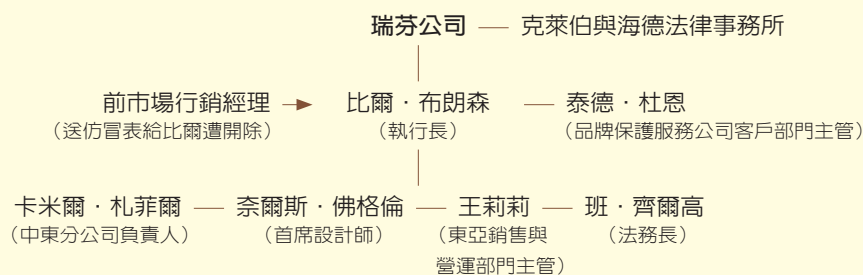 瑞芬公司 — 克萊伯與海德法律事務所
前市場行銷經理 → 比爾．布朗森 — 泰德．杜恩
（送仿冒表給比爾遭開除） （執行長） （品牌保護服務公司客戶部門主管）
卡米爾．札菲爾 — 奈爾斯．佛格倫 — 王莉莉 — 班．齊爾高
（中東分公司負責人） （首席設計師） （東亞銷售與 （法務長）
營運部門主管）